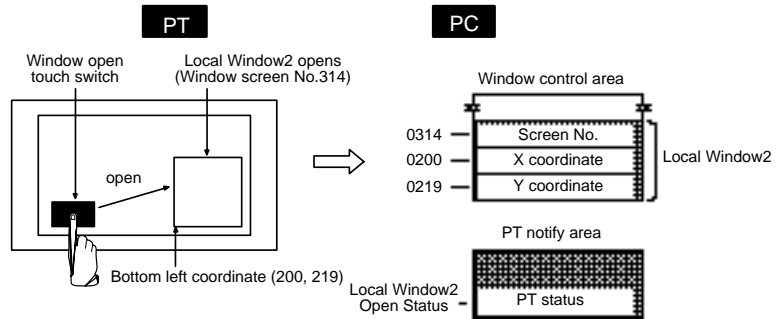 PT
PC
Window open
touch switch
Local Window2 opens
(Window screen No.314)
open
Bottom left coordinate (200, 219)
Window control area
0314
Screen No.
0200
X coordinate
0219
Y coordinate
Local Window2
PT notify area
Local Window2
Open Status
PT status